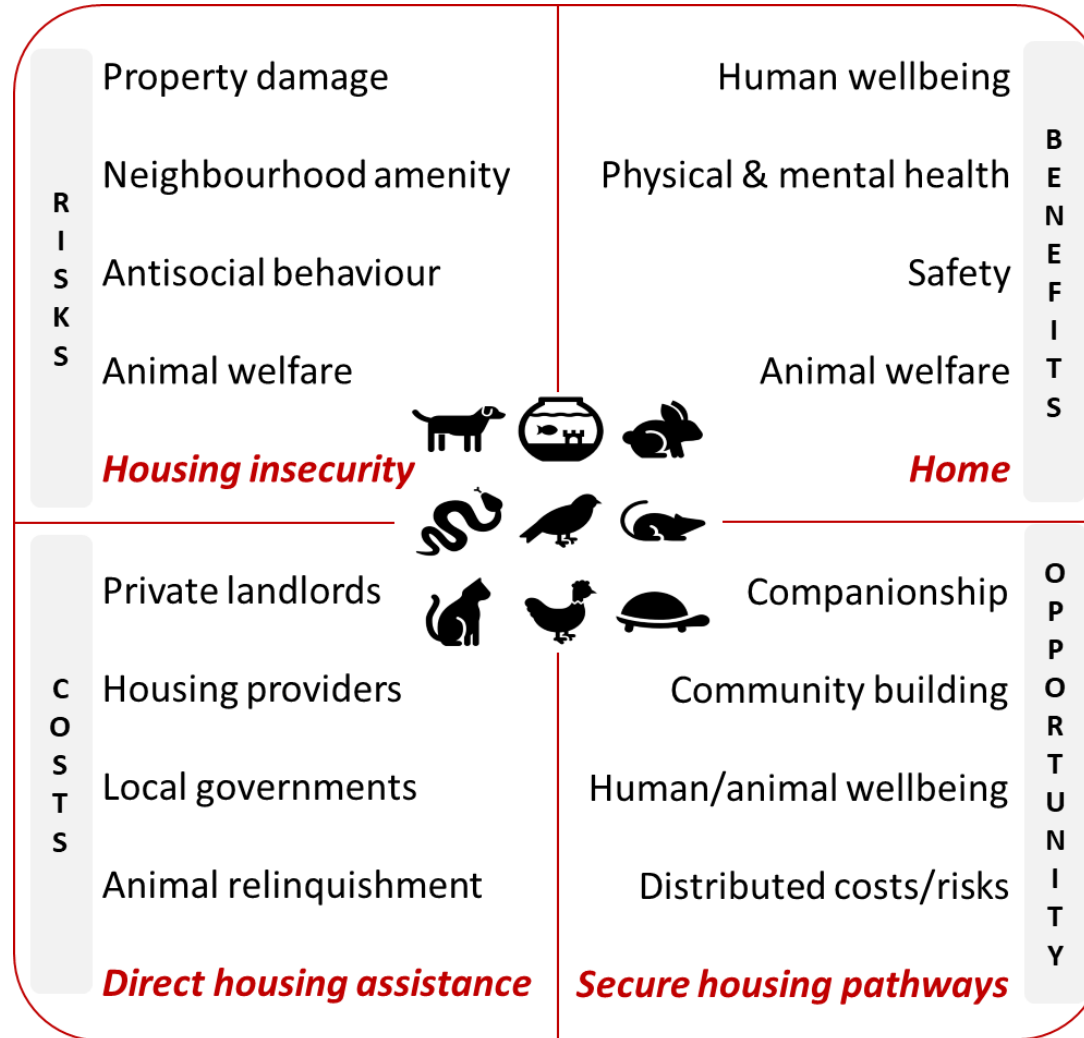 RISKS
Property damage
Neighbourhood amenity
Antisocial behaviour
Animal welfare
Housing insecurity
BENEFITS
Human wellbeing
Physical & mental health
Safety
Animal welfare
Home
COSTS
Private landlords
Housing providers
Local governments
Animal relinquishment
Direct housing assistance
OPPORTUNITY
Companionship
Community building
Human/animal wellbeing
Distributed costs/risks
Secure housing pathways